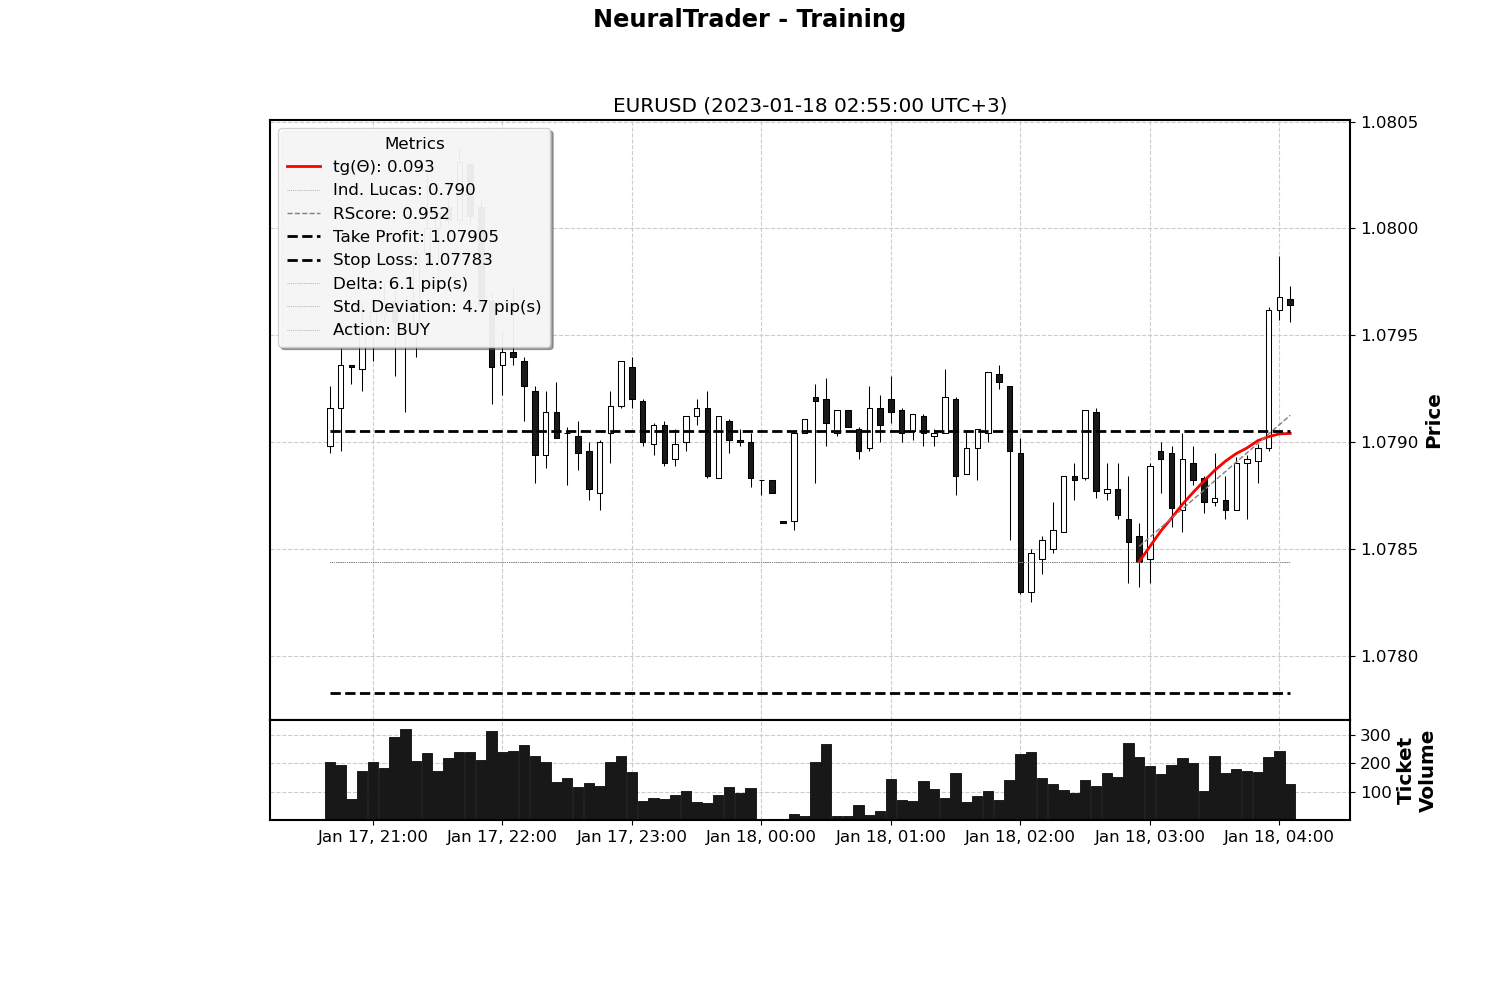 NeuralTrader - Training
EURUSD (2023-01-18 02:55:00 UTC+3)
Metrics
tg(Θ): 0.093
Ind. Lucas: 0.790
RScore: 0.952
Take Profit: 1.07905
Stop Loss: 1.07783
Delta: 6.1 pip(s)
Std. Deviation: 4.7 pip(s)
Action: BUY
1.0805
1.0800
1.0795
1.0790
1.0785
1.0780
Price
300
200
100
Ticket
Volume
Jan 17, 21:00
Jan 17, 22:00
Jan 17, 23:00
Jan 18, 00:00
Jan 18, 01:00
Jan 18, 02:00
Jan 18, 03:00
Jan 18, 04:00